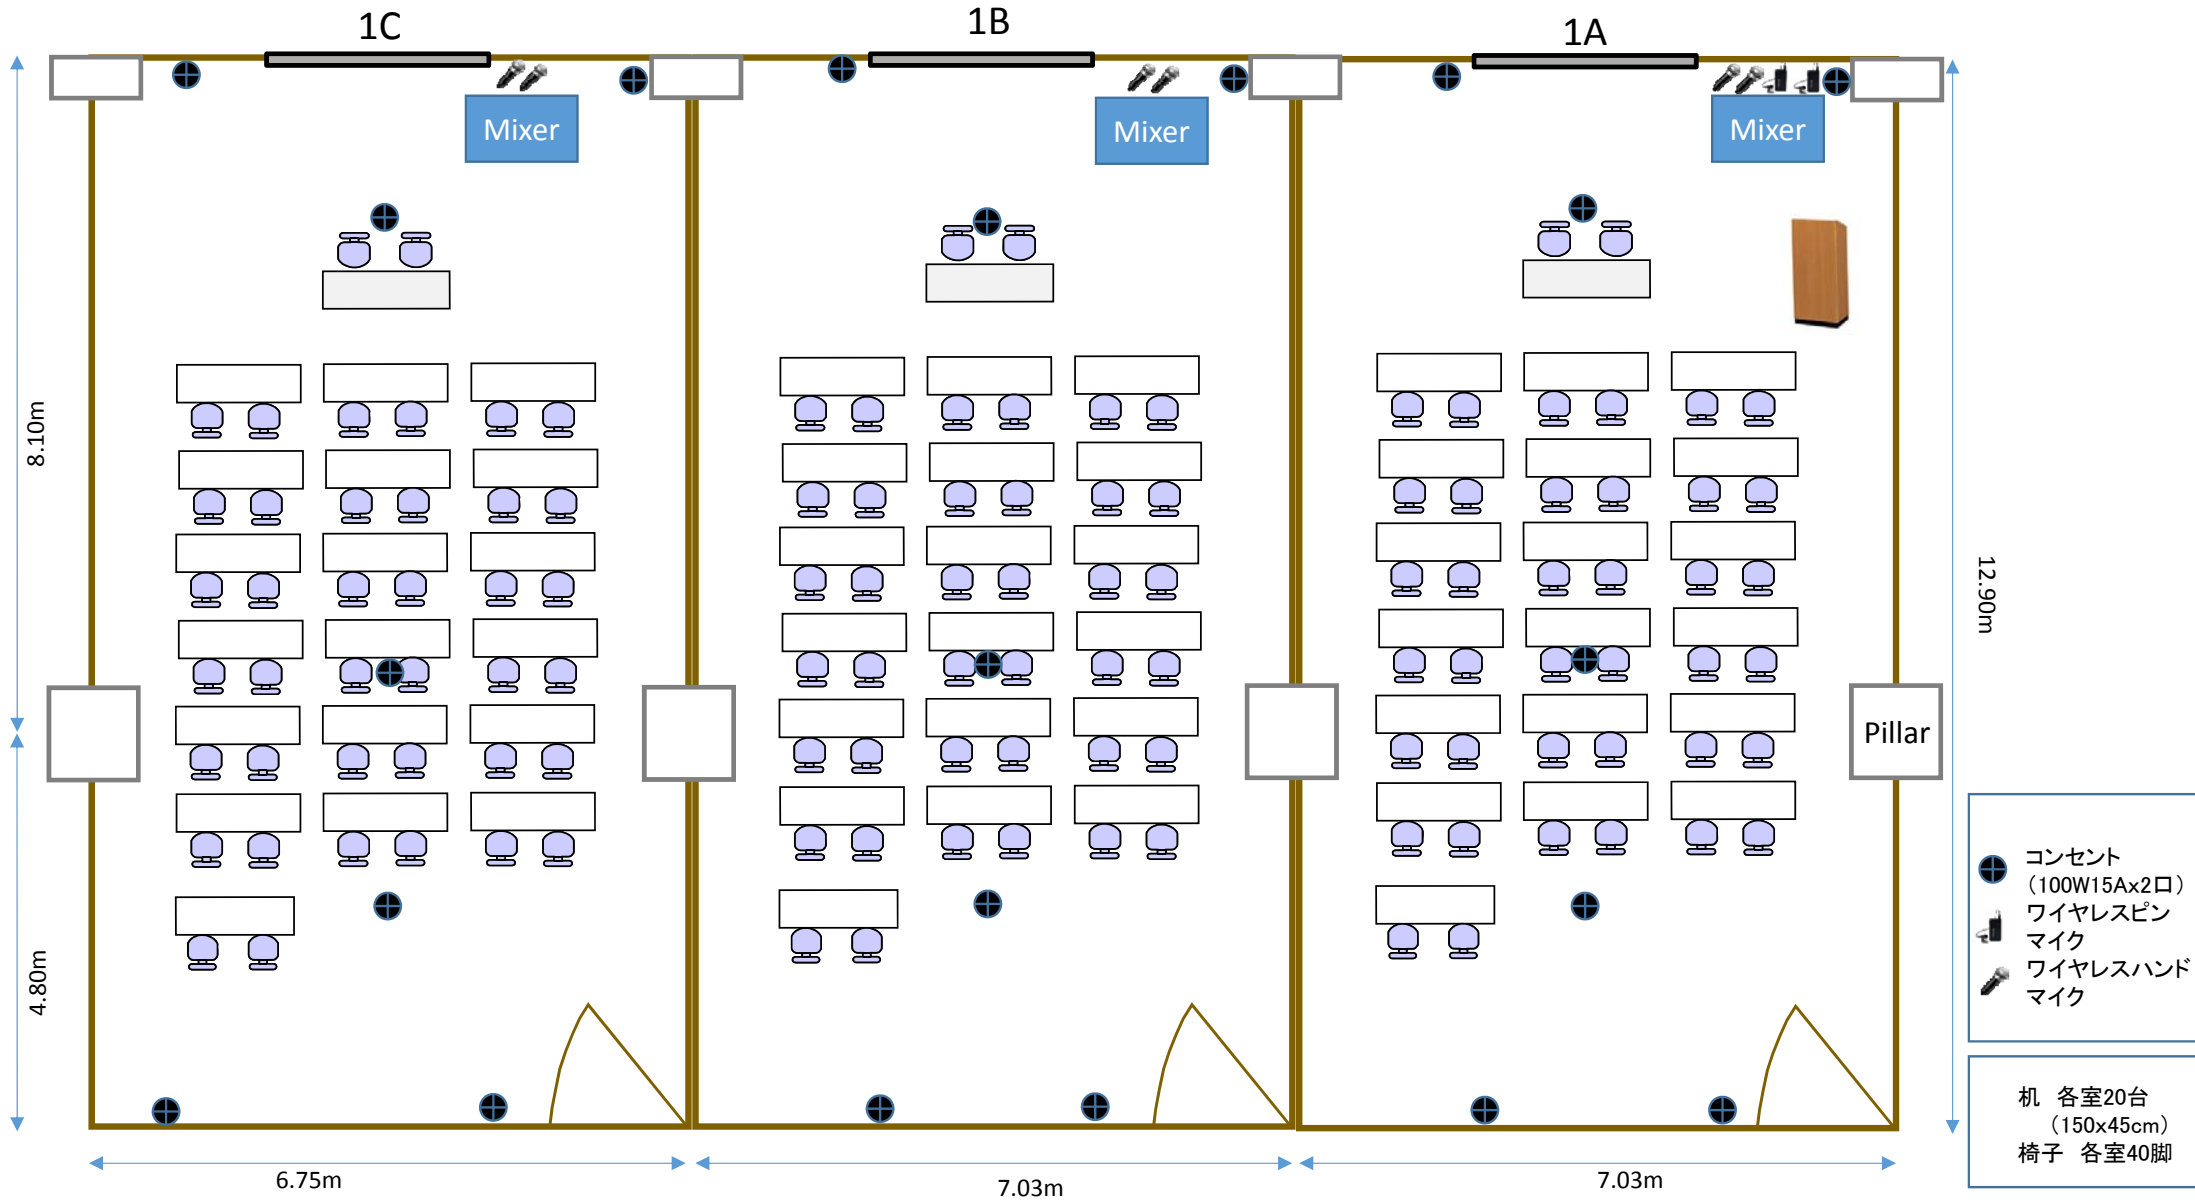 1C
1B
1A
Mixer
Mixer
Mixer
8.10m
12.90m
Pillar
4.80m
コンセント
（100W15Ax2口）
ワイヤレスピン
マイク
ワイヤレスハンド
マイク
机　各室20台
（150x45cm）
椅子　各室40脚
6.75m
7.03m
7.03m